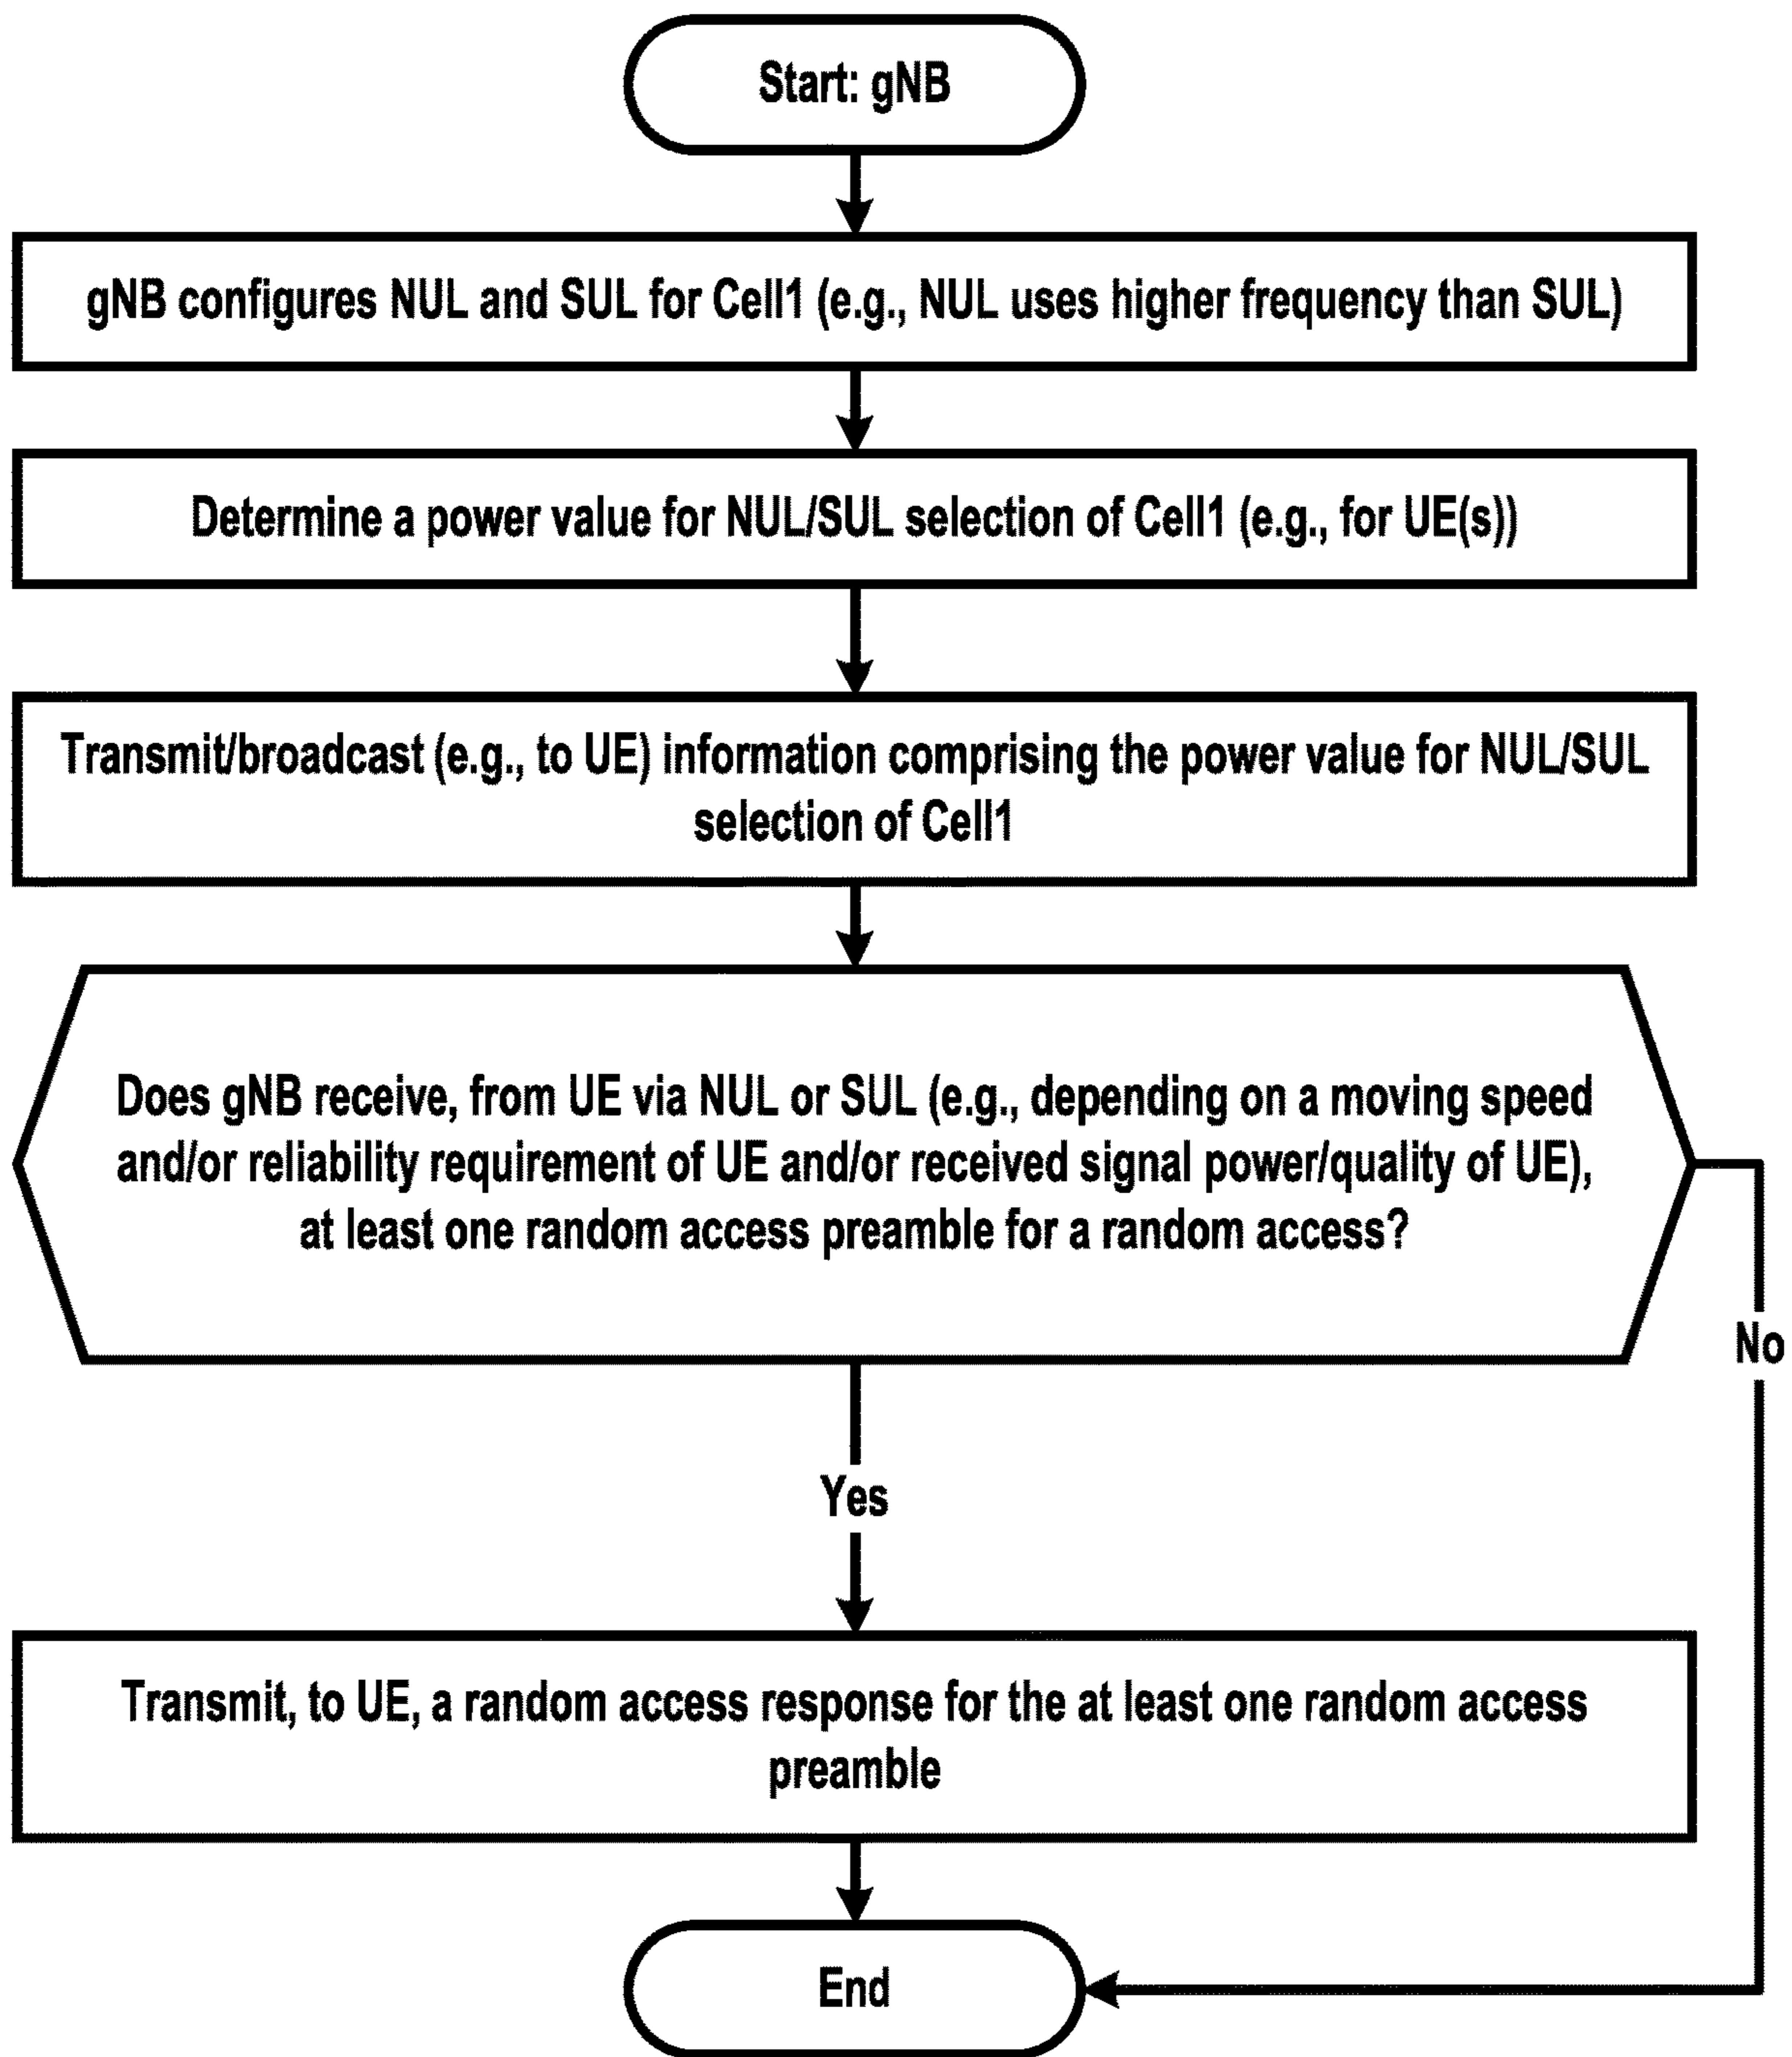 Start: gNB
gNB configures NUL and SUL for Cell1 (e.g., NUL uses higher frequency than SUL)
Determine a power value for NUL/SUL selection of Cell1 (e.g., for UE(s))
Transmit/broadcast (e.g., to UE) information comprising the power value for NUL/SUL
selection of Cell1
Does gNB receive, from UE via NUL or SUL (e.g., depending on a moving speed
and/or reliability requirement of UE and/or received signal power/quality of UE),
at least one random access preamble for a random access?
No
Yes
Transmit, to UE, a random access response for the at least one random access
preamble
End